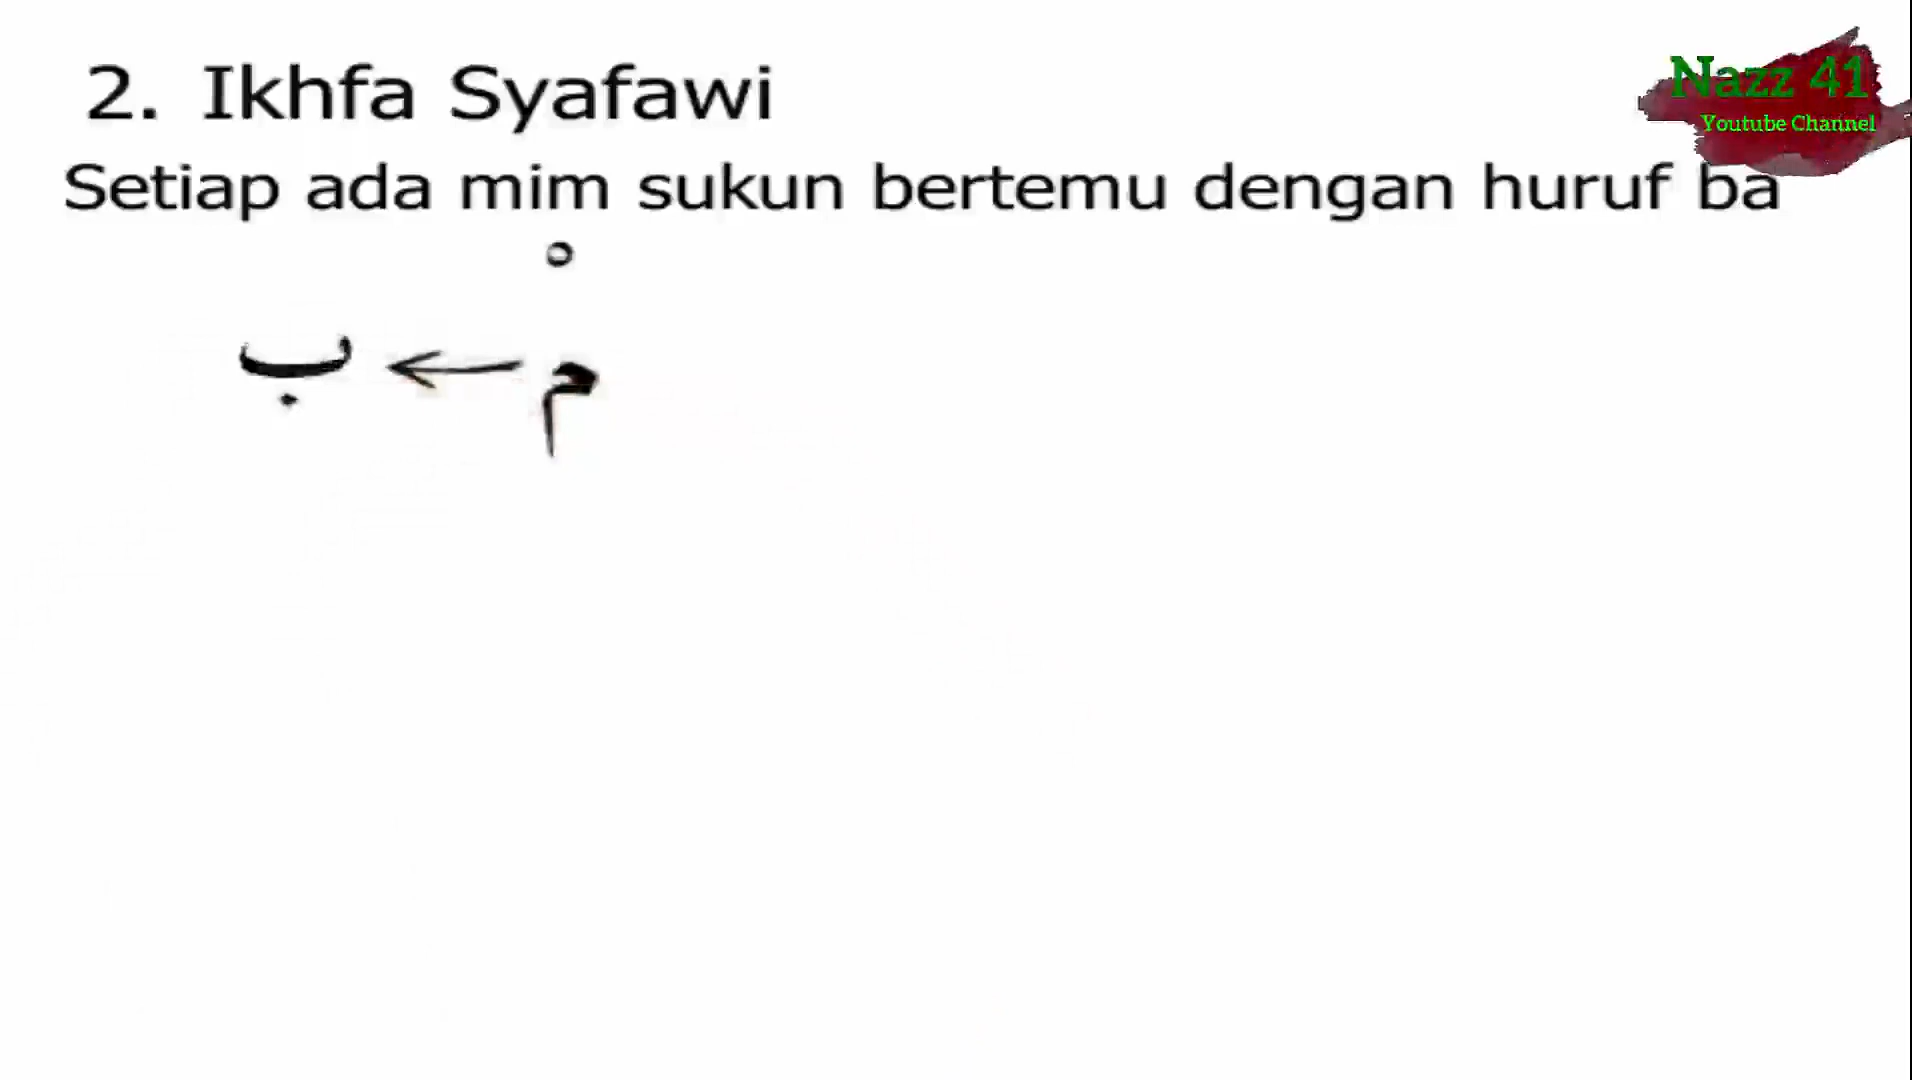 2. Ikhfa Syafawi
Nazz 41
Youtube Channel
Setiap ada mim sukun bertemu dengan huruf ba
مْ ← ب